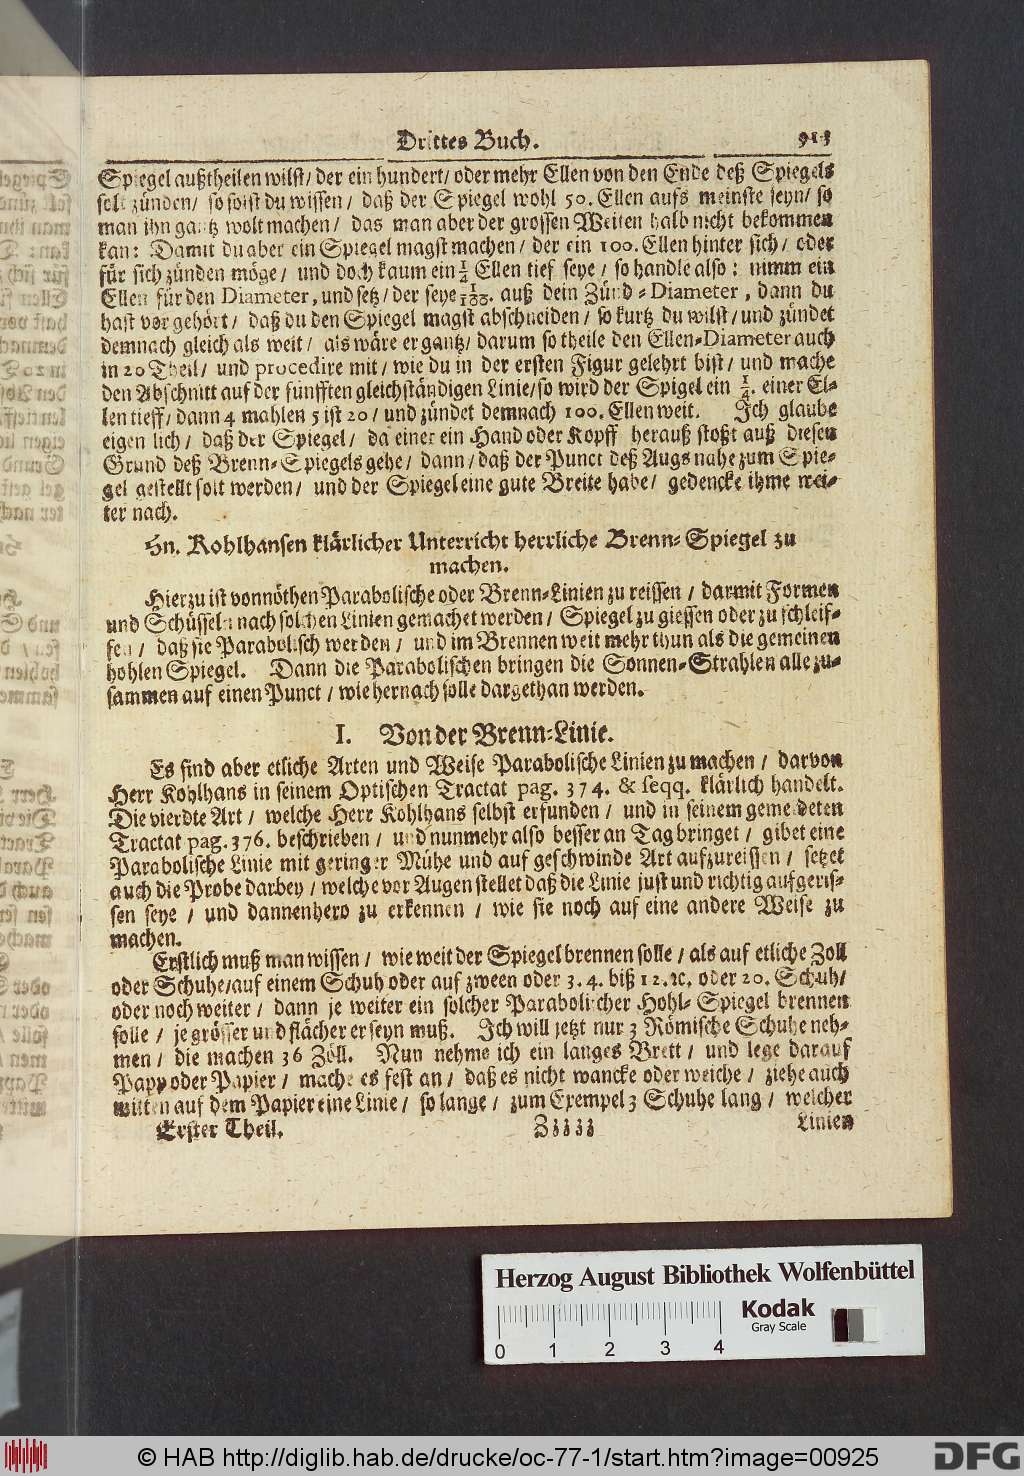 Drittes Buch. 913
Spiegel außtheilen wilst/ der ein hundert/ oder mehr Ellen von den Ende deß Spiegels
soll zünden/ so solst du wissen/ daß der Spiegel wohl 50. Ellen aufs meinste seyn/ so
man ihn gantz wolt machen/ das man aber der grossen Weiten halb nicht bekommen
kan: Damit du aber ein Spiegel magst machen/ der ein 100. Ellen hinter sich/ oder
für sich zünden möge/ und doch kaum ein ¼ Ellen tief seye/ so handle also: nimm ein
Ellen für den Diameter, und setz/ der seye 1/100. auß dein Zünd-Diameter, dann du
hast vor gehört/ daß du den Spiegel magst abschneiden/ so kurtz du wilst/ und zündet
demnach gleich als weit/ als wäre er gantz/ darum so theile den Ellen-Diameter auch
in 20 Theil/ und procedire mit/ wie du in der ersten Figur gelehrt bist/ und mache
den Abschnitt auf der fünfften gleichständigen Linie/ so wird der Spigel ein ¼. einer El-
len tieff/ dann 4 mahlen 5 ist 20/ und zündet demnach 100. Ellen weit. Ich glaube
eigen lich/ daß der Spiegel/ da einer ein Hand oder Kopff herauß stoßt auß diesen
Grund deß Brenn-Spiegels gehe/ dann/ daß der Punct deß Augs nahe zum Spie-
gel gestellt solt werden/ und der Spiegel eine gute Breite habe/ gedencke ihme wei-
ter nach.
Hn. Kohlhansen klärlicher Unterricht herrliche Brenn-Spiegel zu
machen.
Hierzu ist vonnöthen Parabolische oder Brenn-Linien zu reissen/ darmit Formen
und Schüsseln nach solchen Linien gemachet werden/ Spiegel zu giessen oder zu schleif-
fen/ daß sie Parabolisch werden/ und im Brennen weit mehr thun als die gemeinen
hohlen Spiegel. Dann die Parabolischen bringen die Sonnen-Strahlen alle zu-
sammen auf einen Punct/ wie hernach solle dargethan werden.
I. Von der Brenn-Linie.
Es sind aber etliche Arten und Weise Parabolische Linien zu machen/ darvon
Herr Kohlhans in seinem Optischen Tractat pag. 374. & seqq. klärlich handelt.
Die vierdte Art/ welche Herr Kohlhans selbst erfunden/ und in seinem gemeldeten
Tractat pag. 376. beschrieben/ und nunmehr also besser an Tag bringet/ gibet eine
Parabolische Linie mit geringer Mühe und auf geschwinde Art aufzureissen/ setzet
auch die Probe darbey/ welche vor Augen stellet daß die Linie just und richtig aufgeris-
sen seye/ und dannenhero zu erkennen/ wie sie noch auf eine andere Weise zu
machen.
Erstlich muß man wissen/ wie weit der Spiegel brennen solle/ als auf etliche Zoll
oder Schuhe/ auf einem Schuh oder auf zween oder 3. 4. biß 12. ꝛc. oder 20. Schuh/
oder noch weiter/ dann je weiter ein solcher Parabolischer Hohl-Spiegel brennen
solle/ je grösser und flächer er seyn muß. Ich will jetzt nur 3 Römische Schuhe neh-
men/ die machen 36 Zöll. Nun nehme ich ein langes Brett/ und lege darauf
Papp oder Papier/ mache es fest an/ daß es nicht wancke oder weiche/ ziehe auch
mitten auf dem Papier eine Linie/ so lange/ zum Exempel 3 Schuhe lang/ welcher
Erster Theil. Zzzzz Linien
Herzog August Bibliothek Wolfenbüttel
Kodak
Gray Scale
0 1 2 3 4
© HAB http://diglib.hab.de/drucke/oc-77-1/start.htm?image=00925
DFG